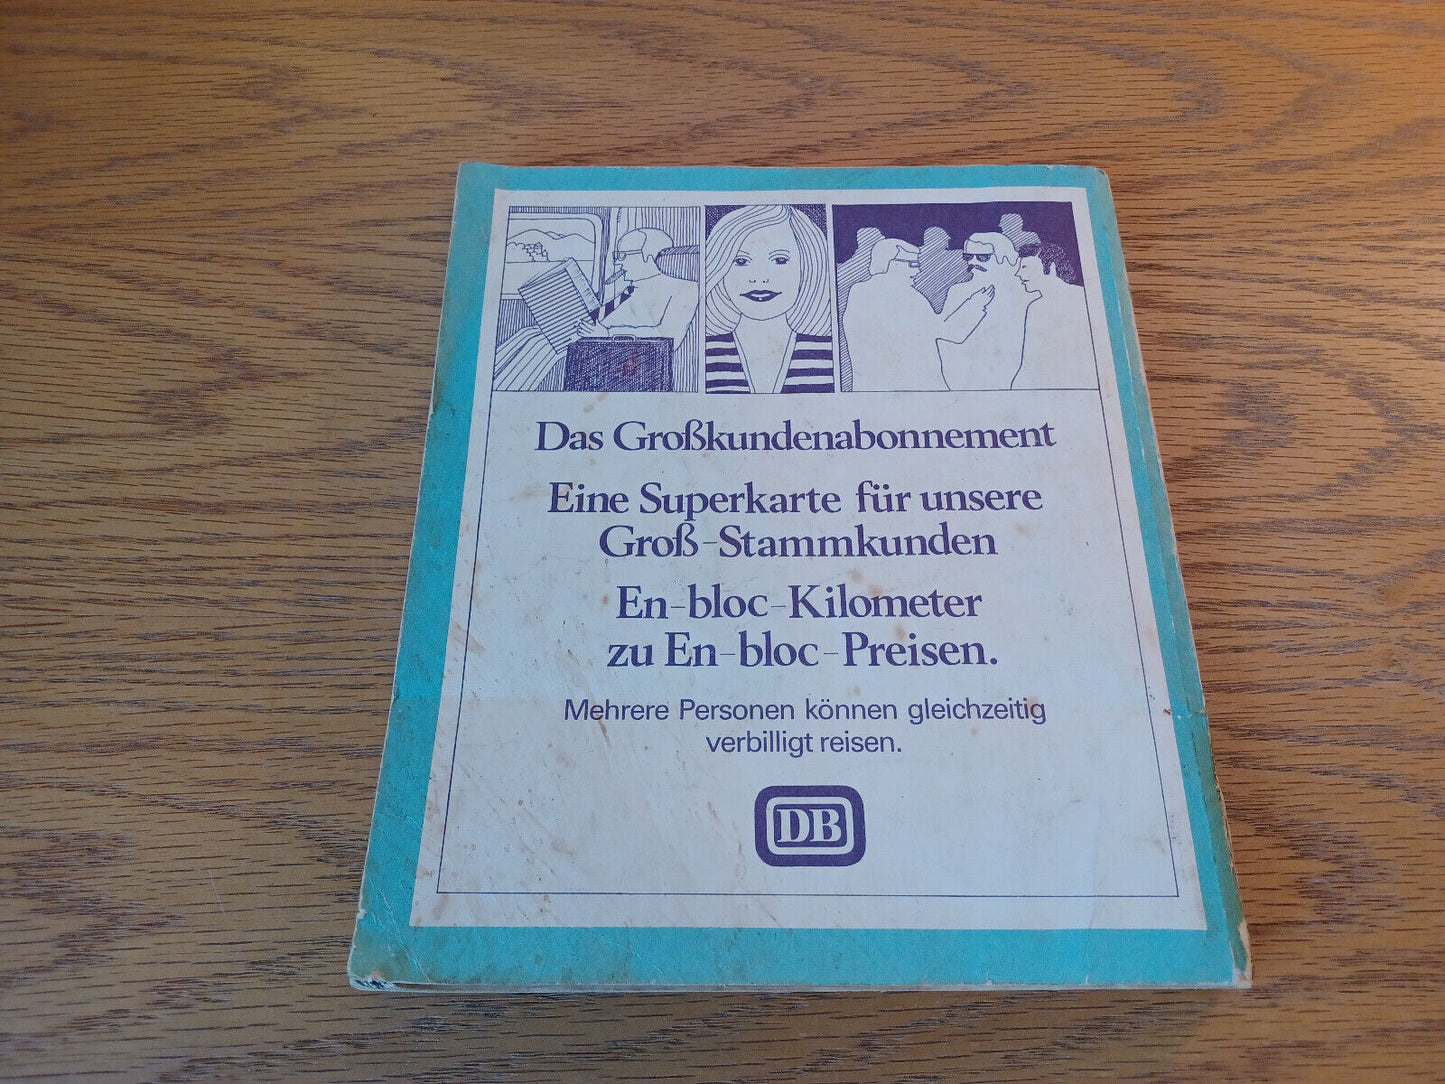 Das Großkundenabonnement
Eine Superkarte für unsere
Groß-Stammkunden
En-bloc-Kilometer
zu En-bloc-Preisen.
Mehrere Personen können gleichzeitig
verbilligt reisen.
DB